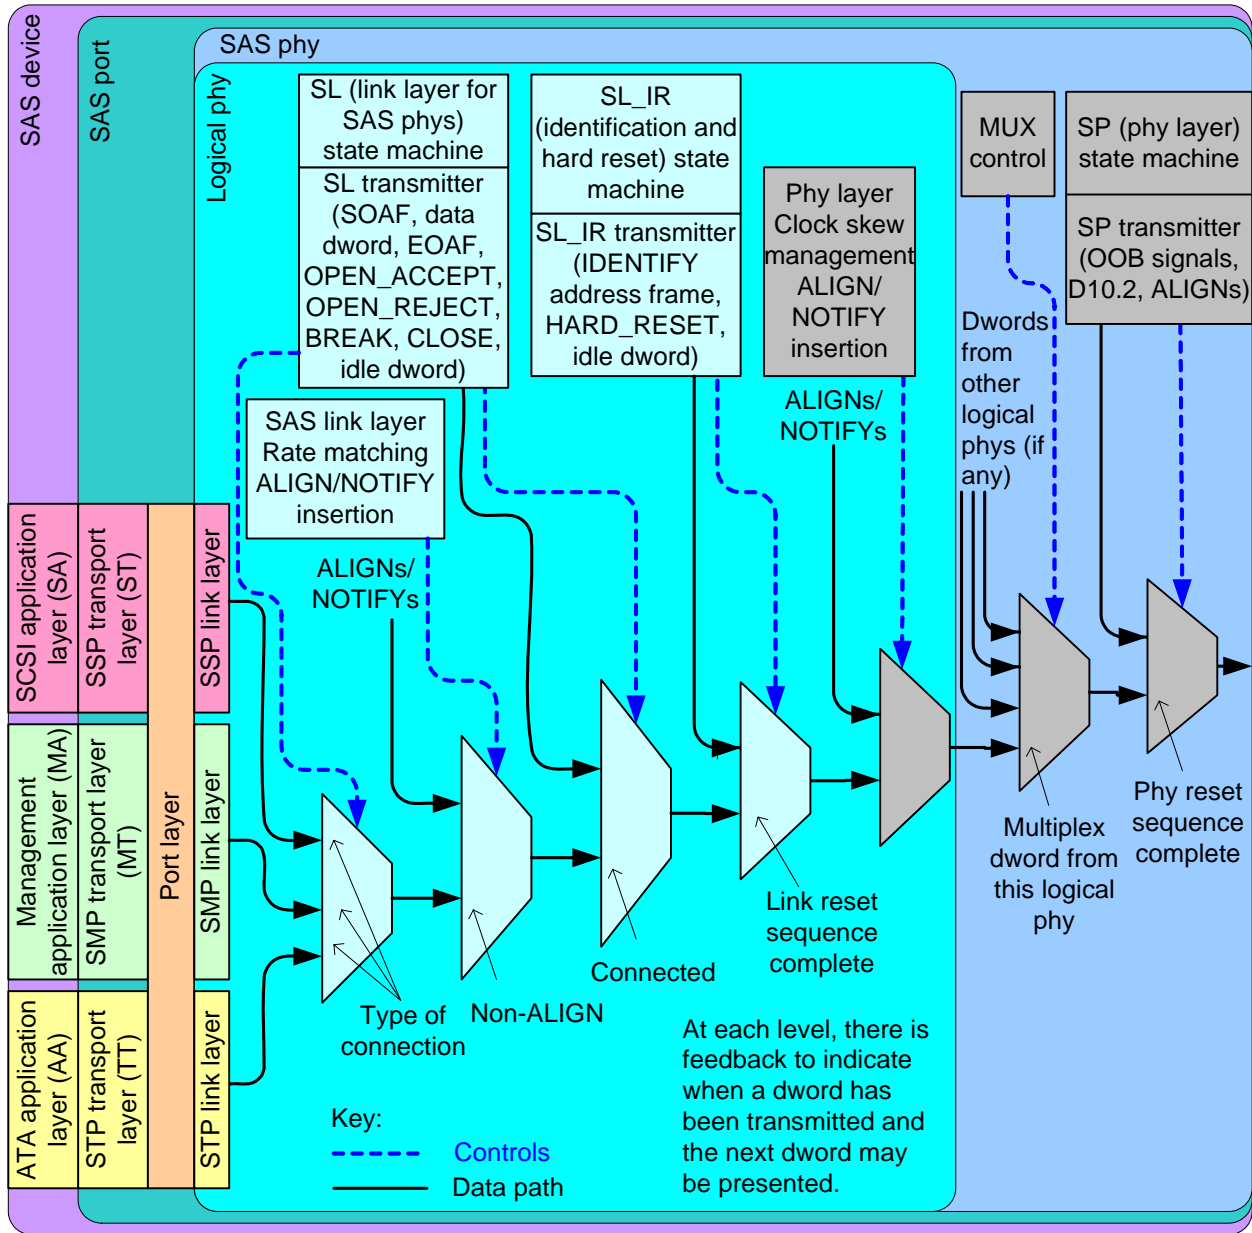 SAS device
SAS port
SAS phy
Logical phy
SL (link layer for
SAS phys)
state machine
SL transmitter
(SOAF, data
dword, EOAF,
OPEN_ACCEPT,
OPEN_REJECT,
BREAK, CLOSE,
idle dword)
SL_IR
(identification and
hard reset) state
machine
SL_IR transmitter
(IDENTIFY
address frame,
HARD_RESET,
idle dword)
Phy layer
Clock skew
management
ALIGN/
NOTIFY
insertion
MUX
control
SP (phy layer)
state machine
SP transmitter
(OOB signals,
D10.2, ALIGNs)
Dwords
from
other
logical
phys (if
any)
ALIGNs/
NOTIFYs
SAS link layer
Rate matching
ALIGN/NOTIFY
insertion
ALIGNs/
NOTIFYs
SCSI application
layer (SA)
SSP transport
layer (ST)
SSP link layer
Management
application layer (MA)
SMP transport layer
(MT)
Port layer
SMP link layer
ATA application
layer (AA)
STP transport
layer (TT)
STP link layer
Type of
connection
Non-ALIGN
Connected
Link reset
sequence
complete
Multiplex
dword from
this logical
phy
Phy reset
sequence
complete
At each level, there is
feedback to indicate
when a dword has
been transmitted and
the next dword may
be presented.
Key:
Controls
Data path